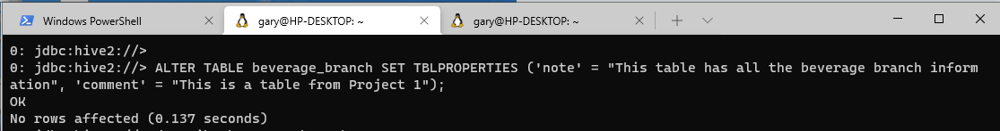 Windows PowerShell
gary@HP-DESKTOP: ~
gary@HP-DESKTOP: ~
0: jdbc:hive2://>
0: jdbc:hive2://> ALTER TABLE beverage_branch SET TBLPROPERTIES ('note' = "This table has all the beverage branch inform
ation", 'comment' = "This is a table from Project 1");
OK
No rows affected (0.137 seconds)